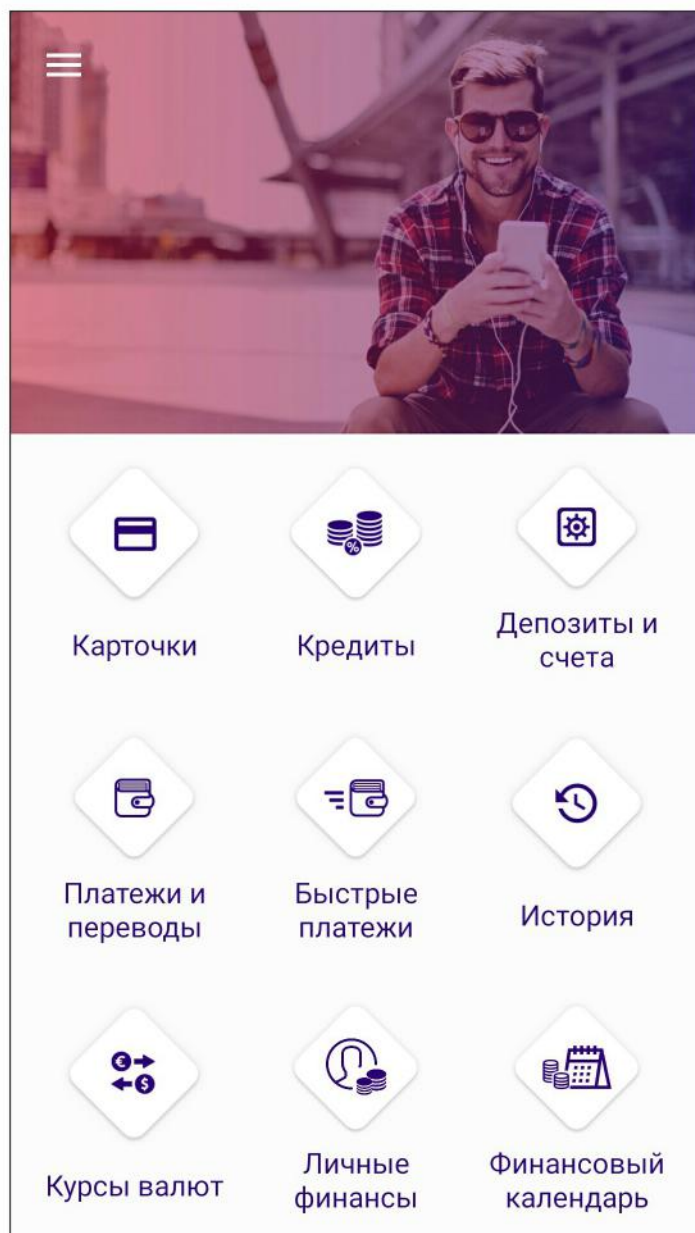 Карточки
Кредиты
Депозиты и
счета
Платежи и
переводы
Быстрые
платежи
История
Курсы валют
Личные
финансы
Финансовый
календарь